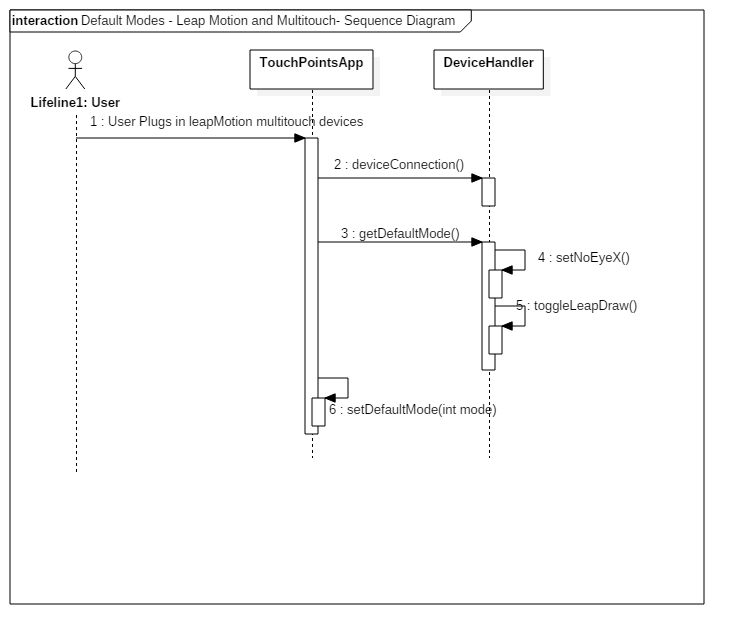 interaction Default Modes - Leap Motion and Multitouch- Sequence Diagram
TouchPointsApp
DeviceHandler
Lifeline1: User
1 : User Plugs in leapMotion multitouch devices
2 : deviceConnection()
3 : getDefaultMode()
4 : setNoEyeX()
5 : toggleLeapDraw()
6 : setDefaultMode(int mode)